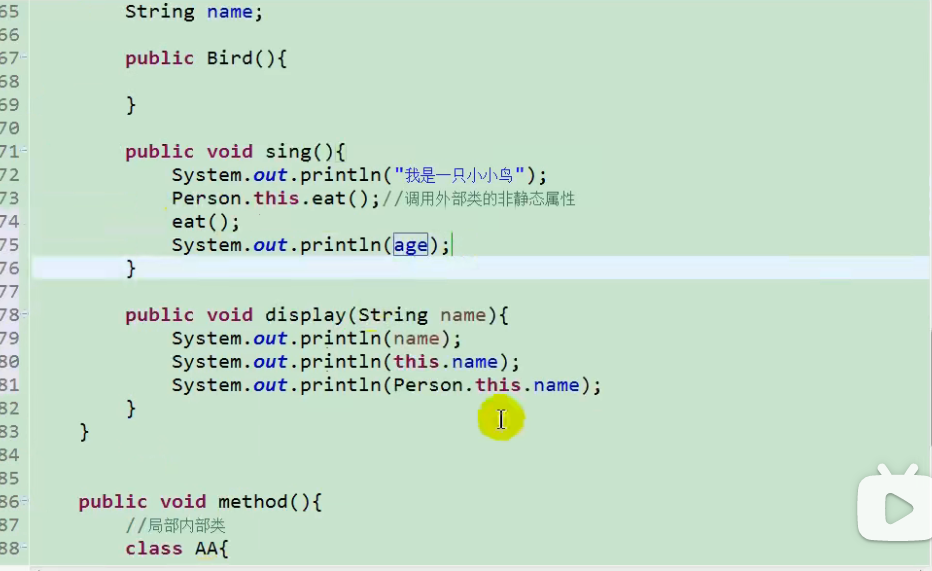 65 String name;
66
67 public Bird(){
68
69 }
70
71 public void sing(){
72 System.out.println("我是一只小小鸟");
73 Person.this.eat();//调用外部类的非静态属性
74 eat();
75 System.out.println(age);
76 }
77
78 public void display(String name){
79 System.out.println(name);
80 System.out.println(this.name);
81 System.out.println(Person.this.name);
82 }
83 }
84
85
86 public void method(){
87 //局部内部类
88 class AA{